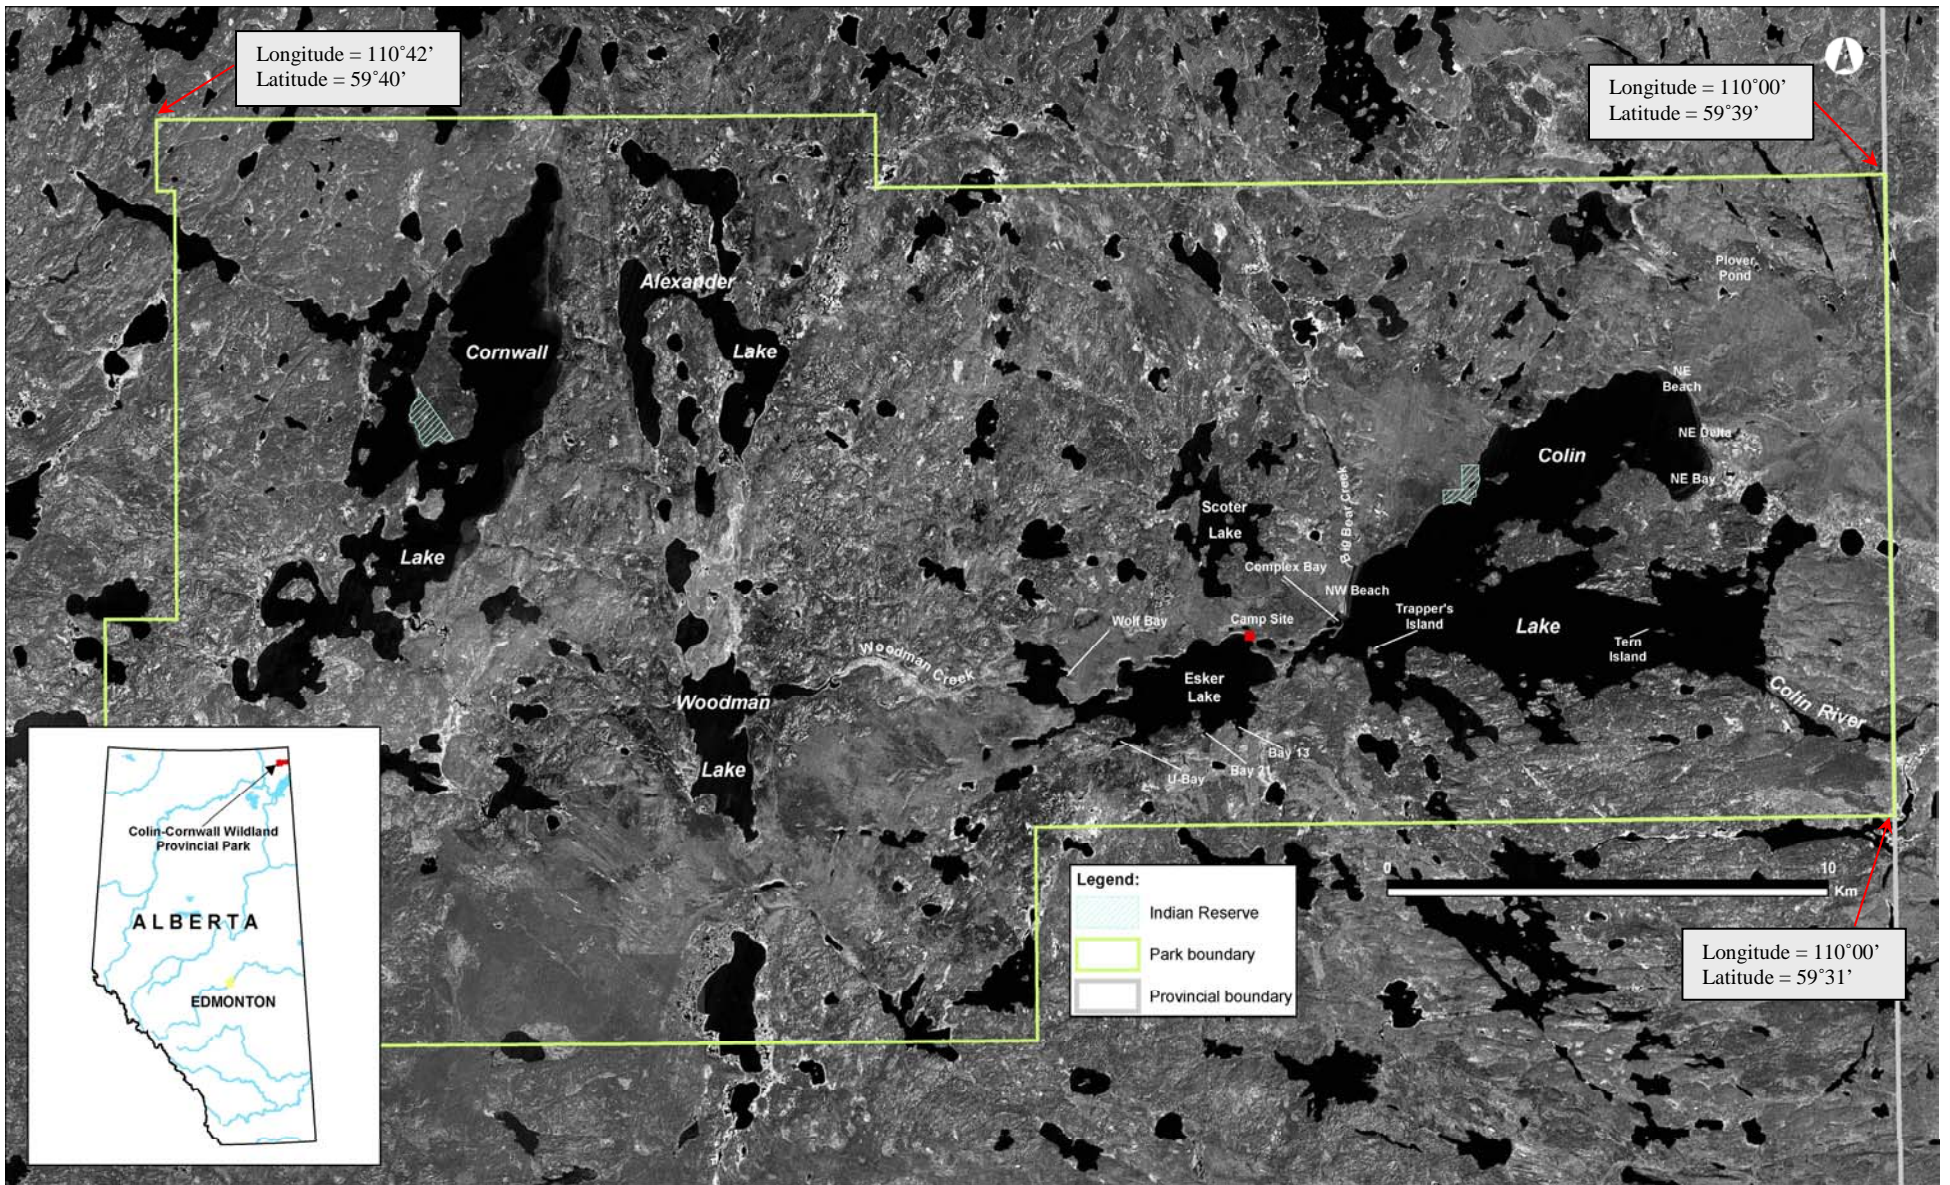 Longitude = 110˚42’
Latitude = 59˚40’
Longitude = 110˚00’
Latitude = 59˚39’
Plover
Pond
Alexander
Lake
Cornwall
Lake
NE
Beach
NE Delta
NE Bay
Colin
Lake
Scoter
Lake
Big Bear Creek
Complex Bay
NW Beach
Trapper's
Island
Camp Site
Wolf Bay
Tern
Island
Woodman Creek
Esker
Lake
Woodman
Lake
Colin River
Bay 13
Bay 21
U-Bay
Colin-Cornwall Wildland
Provincial Park
ALBERTA
EDMONTON
Legend:
Indian Reserve
Park boundary
Provincial boundary
0 10
Km
Longitude = 110˚00’
Latitude = 59˚31’